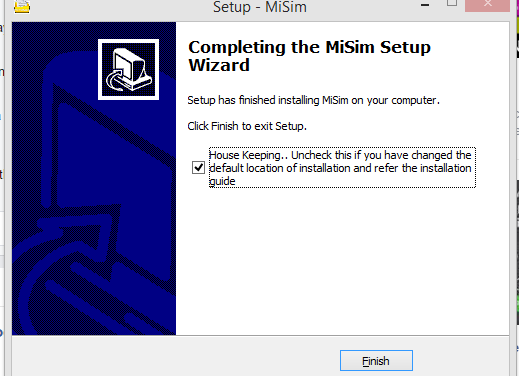 Setup - MiSim
Completing the MiSim Setup
Wizard
Setup has finished installing MiSim on your computer.
Click Finish to exit Setup.
House Keeping.. Uncheck this if you have changed the
default location of installation and refer the installation
guide
Finish